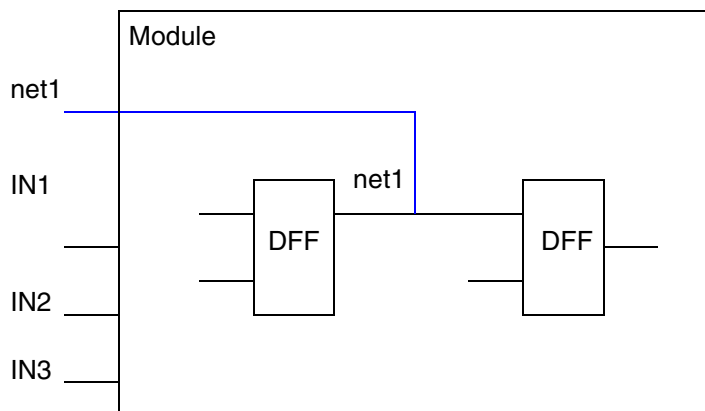 Module
net1
IN1
net1
DFF
DFF
IN2
IN3